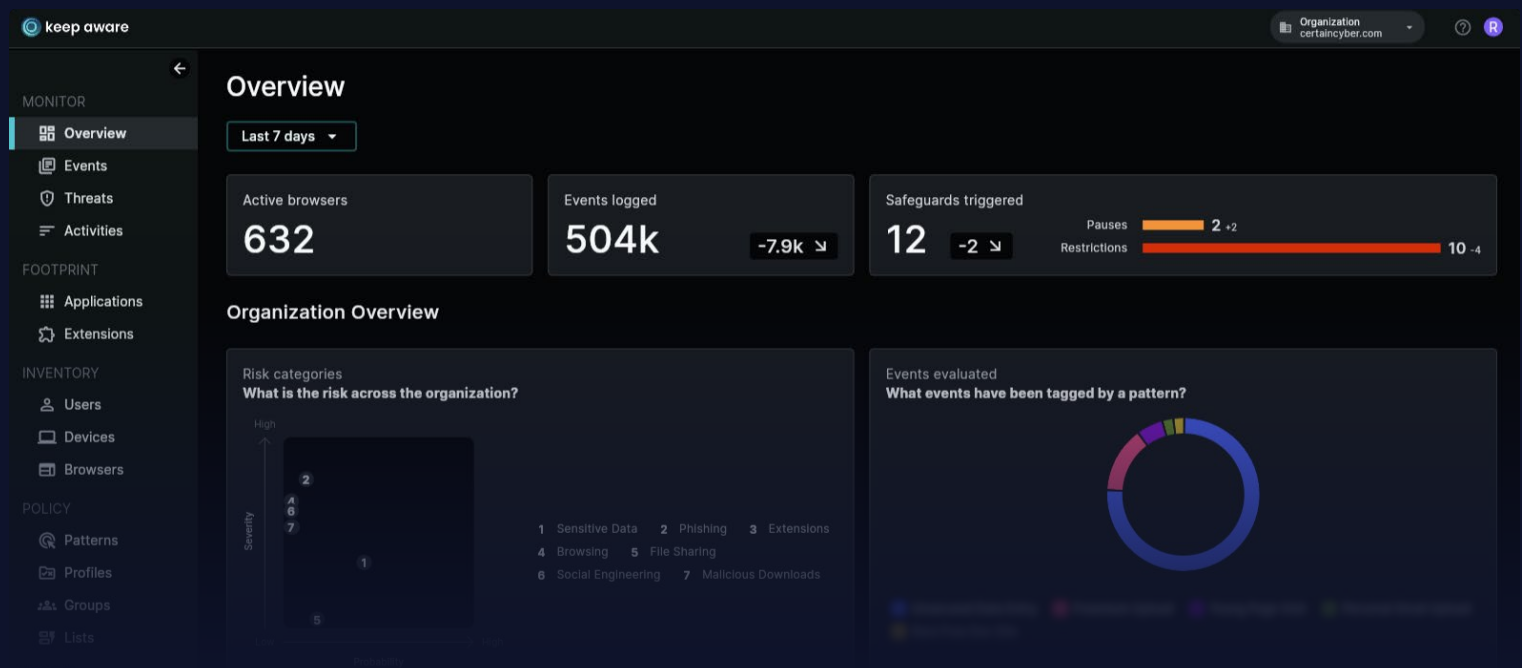 keep aware
Organization
certaincyber.com
R
MONITOR
Overview
Events
Threats
Activities
FOOTPRINT
Applications
Extensions
INVENTORY
Users
Devices
Browsers
POLICY
Patterns
Profiles
Groups
Lists
Overview
Last 7 days
Active browsers
632
Events logged
504k
-7.9k
Safeguards triggered
12
-2
Pauses 2 +2
Restrictions 10 -4
Organization Overview
Risk categories
What is the risk across the organization?
High
Severity
2
4
6
7
1
5
Probability
1 Sensitive Data 2 Phishing 3 Extensions
4 Browsing 5 File Sharing
6 Social Engineering 7 Malicious Downloads
Events evaluated
What events have been tagged by a pattern?